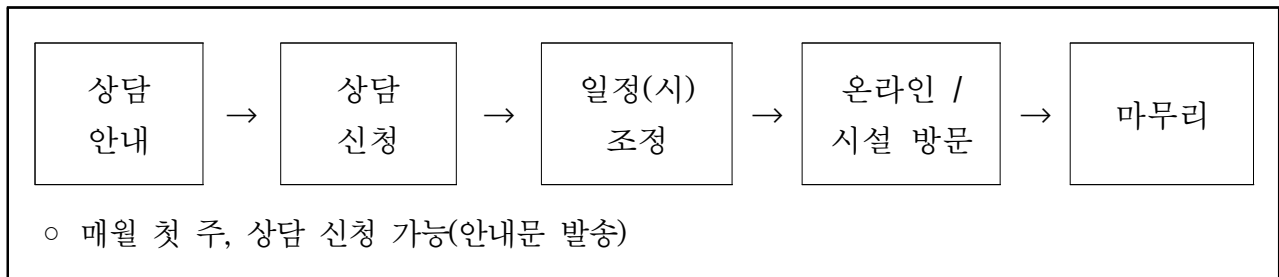 상담
안내
→
상담
신청
→
일정(시)
조정
→
온라인 /
시설 방문
→
마무리
○ 매월 첫 주, 상담 신청 가능(안내문 발송)